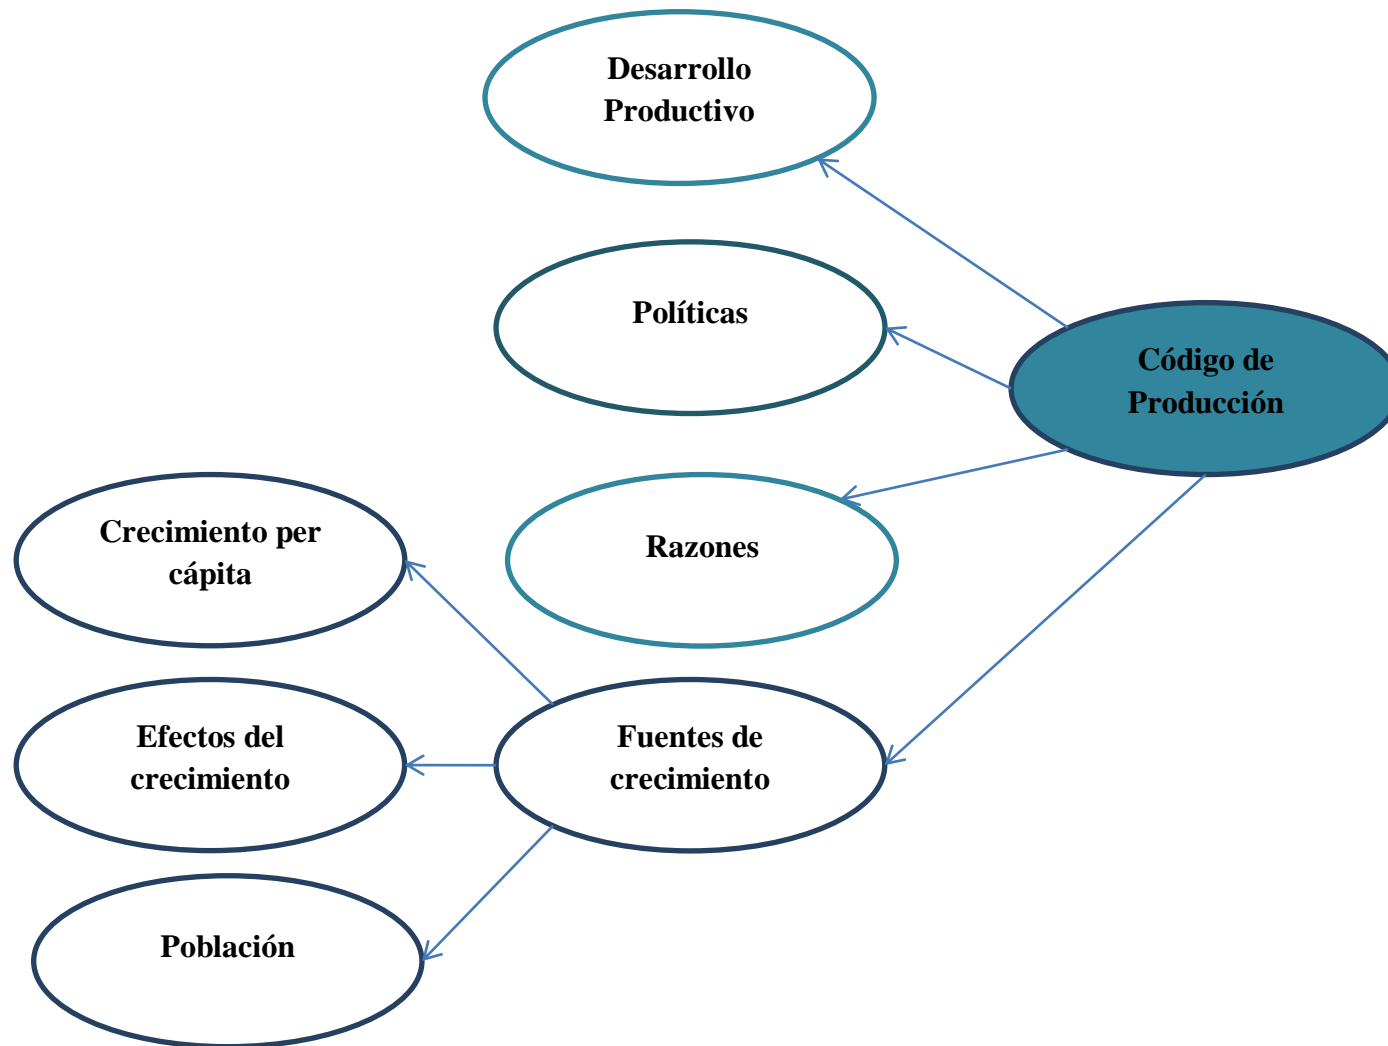 Desarrollo
Productivo
Políticas
Código de
Producción
Razones
Crecimiento per
cápita
Efectos del
crecimiento
Fuentes de
crecimiento
Población